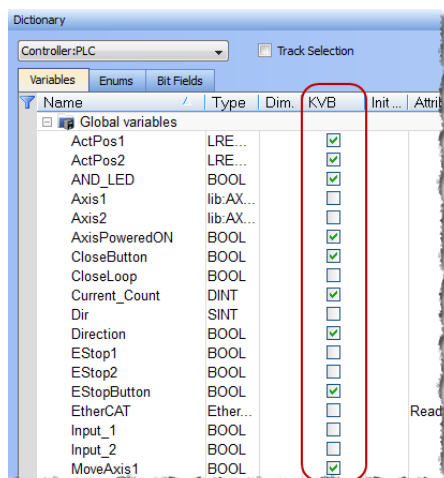 Dictionary
Controller:PLC Track Selection
Variables Enums Bit Fields
Name Type Dim. KVB Init ... Attrib
Global variables
ActPos1 LRE...
ActPos2 LRE...
AND_LED BOOL
Axis1 lib:AX...
Axis2 lib:AX...
AxisPoweredON BOOL
CloseButton BOOL
CloseLoop BOOL
Current_Count DINT
Dir SINT
Direction BOOL
EStop1 BOOL
EStop2 BOOL
EStopButton BOOL
EtherCAT Ether... Read
Input_1 BOOL
Input_2 BOOL
MoveAxis1 BOOL